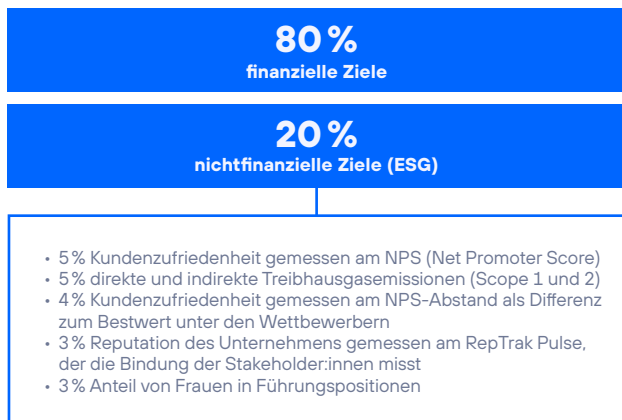 80 %
finanzielle Ziele
20 %
nichtfinanzielle Ziele (ESG)
• 5 % Kundenzufriedenheit gemessen am NPS (Net Promoter Score)
• 5 % direkte und indirekte Treibhausgasemissionen (Scope 1 und 2)
• 4 % Kundenzufriedenheit gemessen am NPS-Abstand als Differenz
zum Bestwert unter den Wettbewerbern
• 3 % Reputation des Unternehmens gemessen am RepTrak Pulse,
der die Bindung der Stakeholder:innen misst
• 3 % Anteil von Frauen in Führungspositionen